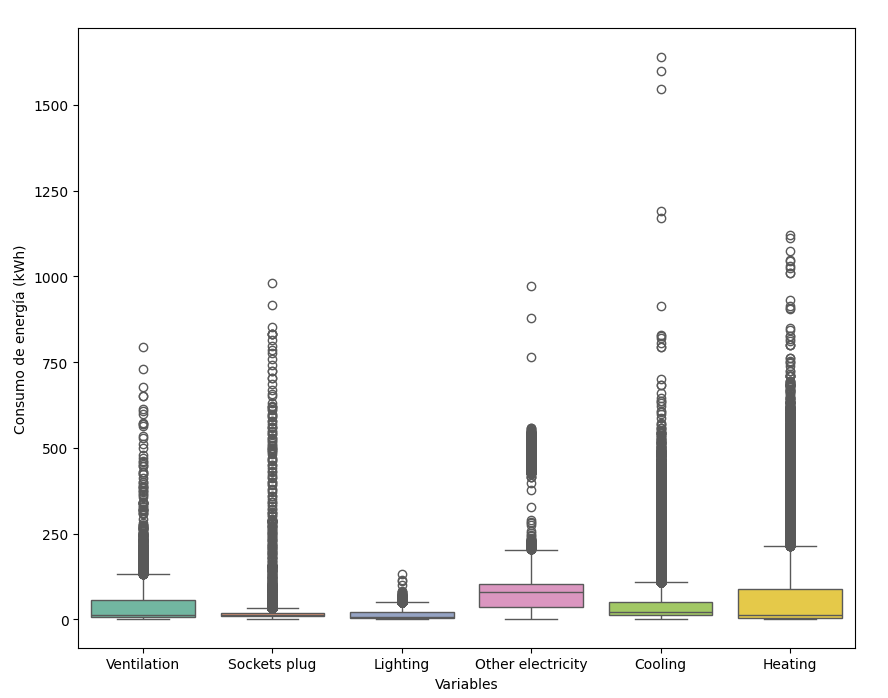 Consumo de energía (kWh)
1500
1250
1000
750
500
250
0
Ventilation Sockets plug Lighting Other electricity Cooling Heating
Variables